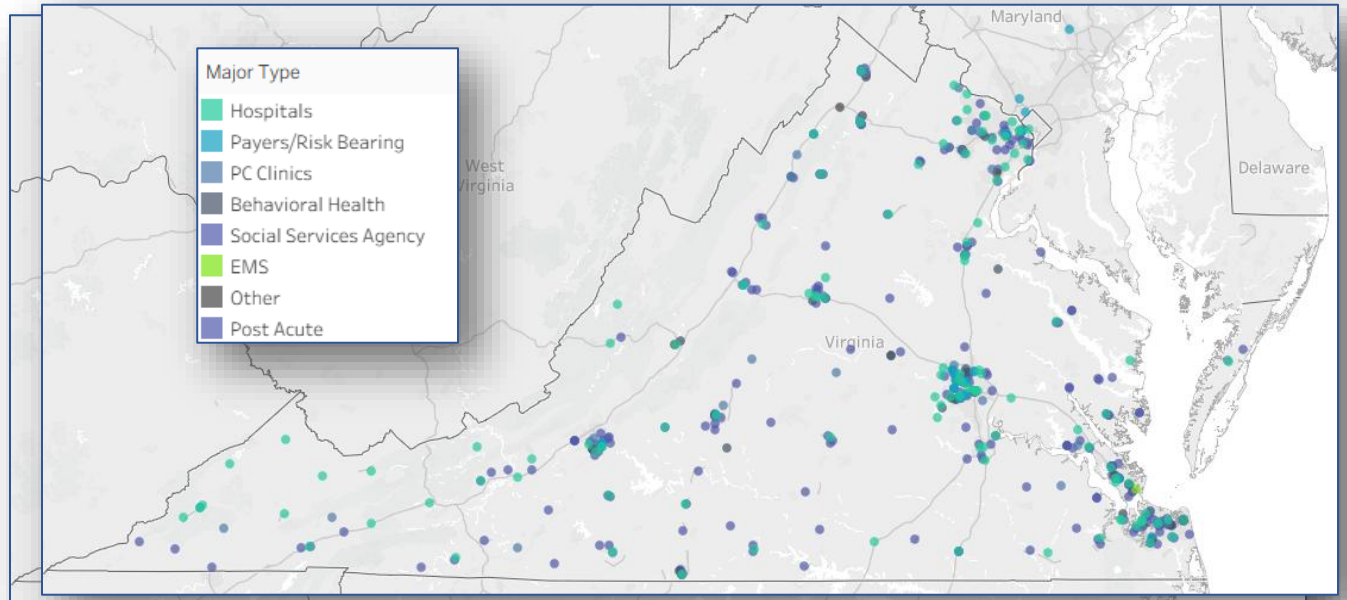 Maryland
Major Type
Hospitals
Payers/Risk Bearing
PC Clinics
Behavioral Health
Social Services Agency
EMS
Other
Post Acute
West
Virginia
Delaware
Virginia